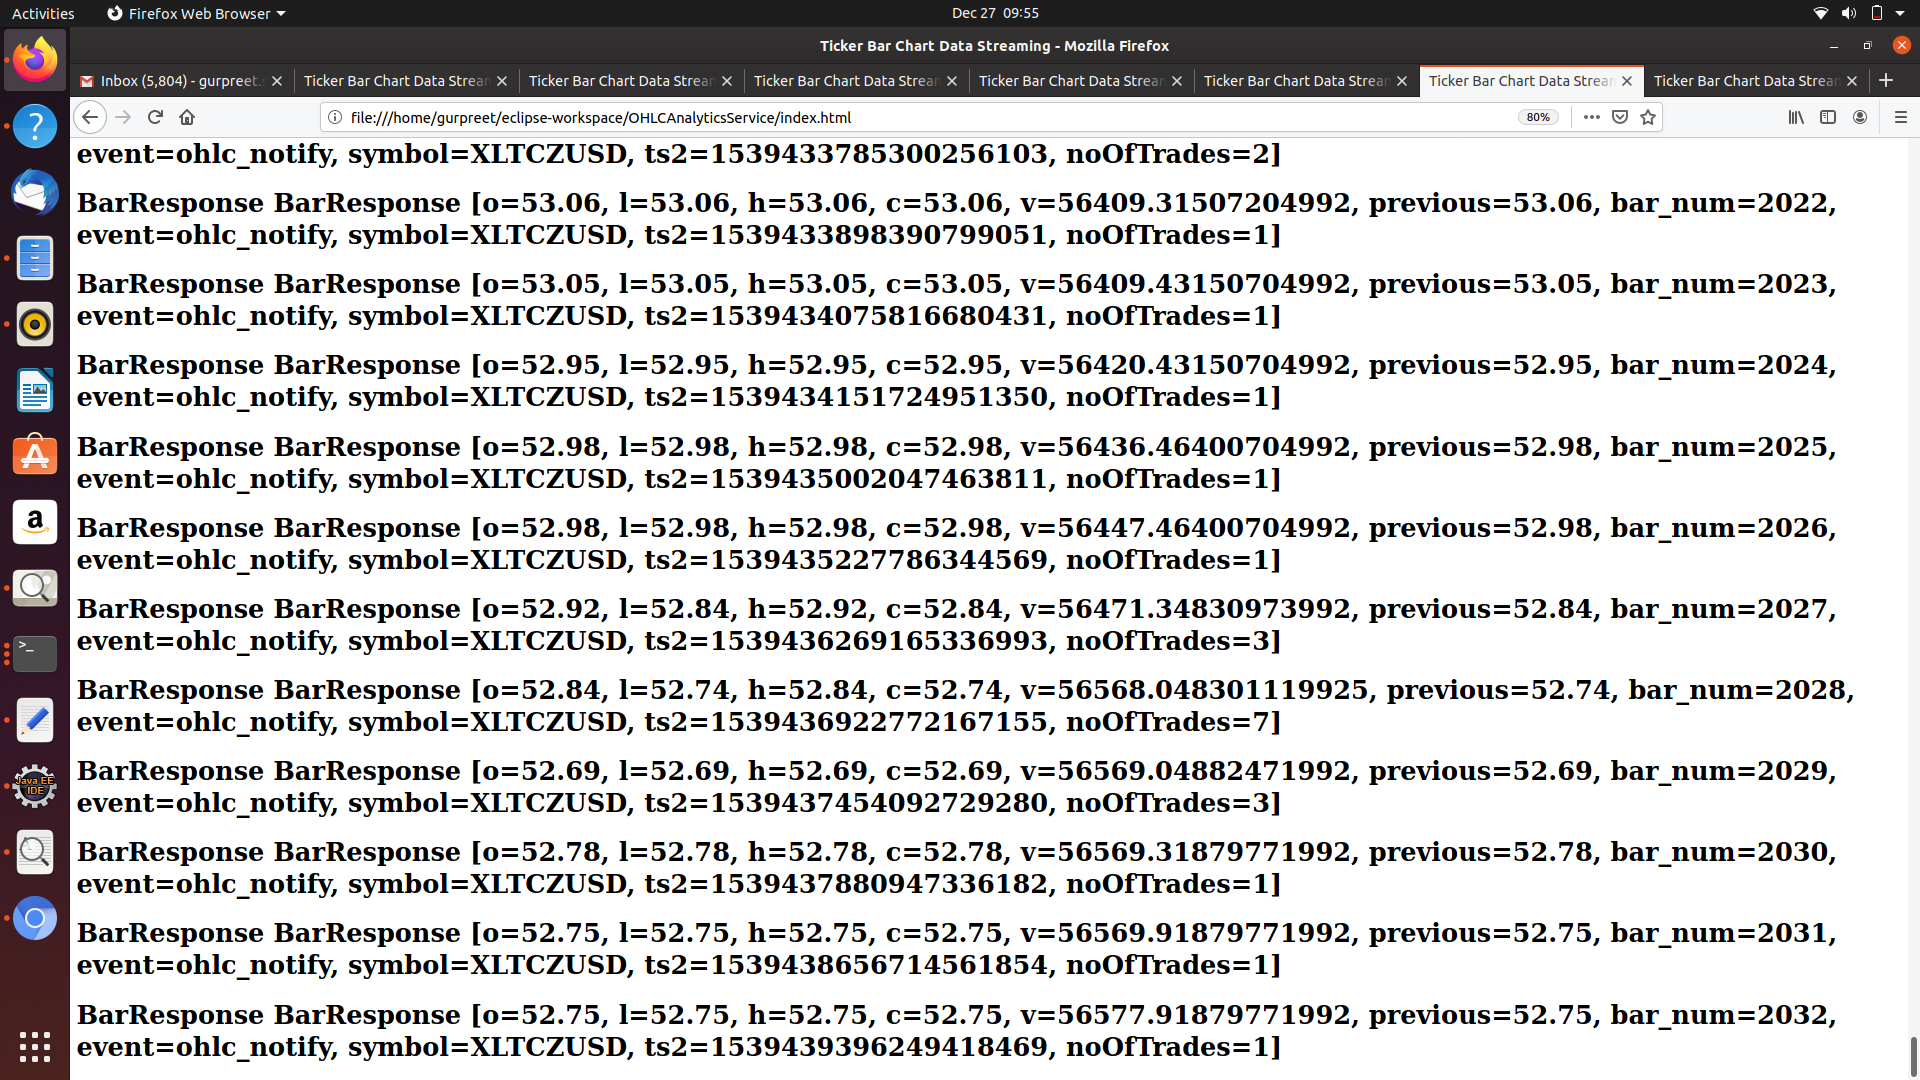 Activities
Firefox Web Browser
Dec 27 09:55
Ticker Bar Chart Data Streaming - Mozilla Firefox
Inbox (5,804) - gurpreet.
Ticker Bar Chart Data Strea
Ticker Bar Chart Data Strea
Ticker Bar Chart Data Strea
Ticker Bar Chart Data Strea
Ticker Bar Chart Data Strea
Ticker Bar Chart Data Strea
Ticker Bar Chart Data Strea
file:///home/gurpreet/eclipse-workspace/OHLCAnalyticsService/index.html
80%
event=ohlc_notify, symbol=XLTCZUSD, ts2=1539433785300256103, noOfTrades=2]
BarResponse BarResponse [o=53.06, l=53.06, h=53.06, c=53.06, v=56409.31507204992, previous=53.06, bar_num=2022,
event=ohlc_notify, symbol=XLTCZUSD, ts2=1539433898390799051, noOfTrades=1]
BarResponse BarResponse [o=53.05, l=53.05, h=53.05, c=53.05, v=56409.43150704992, previous=53.05, bar_num=2023,
event=ohlc_notify, symbol=XLTCZUSD, ts2=1539434075816680431, noOfTrades=1]
BarResponse BarResponse [o=52.95, l=52.95, h=52.95, c=52.95, v=56420.43150704992, previous=52.95, bar_num=2024,
event=ohlc_notify, symbol=XLTCZUSD, ts2=1539434151724951350, noOfTrades=1]
BarResponse BarResponse [o=52.98, l=52.98, h=52.98, c=52.98, v=56436.46400704992, previous=52.98, bar_num=2025,
event=ohlc_notify, symbol=XLTCZUSD, ts2=1539435002047463811, noOfTrades=1]
BarResponse BarResponse [o=52.98, l=52.98, h=52.98, c=52.98, v=56447.46400704992, previous=52.98, bar_num=2026,
event=ohlc_notify, symbol=XLTCZUSD, ts2=1539435227786344569, noOfTrades=1]
BarResponse BarResponse [o=52.92, l=52.84, h=52.92, c=52.84, v=56471.34830973992, previous=52.84, bar_num=2027,
event=ohlc_notify, symbol=XLTCZUSD, ts2=1539436269165336993, noOfTrades=3]
BarResponse BarResponse [o=52.84, l=52.74, h=52.84, c=52.74, v=56568.048301119925, previous=52.74, bar_num=2028,
event=ohlc_notify, symbol=XLTCZUSD, ts2=1539436922772167155, noOfTrades=7]
BarResponse BarResponse [o=52.69, l=52.69, h=52.69, c=52.69, v=56569.04882471992, previous=52.69, bar_num=2029,
event=ohlc_notify, symbol=XLTCZUSD, ts2=1539437454092729280, noOfTrades=3]
BarResponse BarResponse [o=52.78, l=52.78, h=52.78, c=52.78, v=56569.31879771992, previous=52.78, bar_num=2030,
event=ohlc_notify, symbol=XLTCZUSD, ts2=1539437880947336182, noOfTrades=1]
BarResponse BarResponse [o=52.75, l=52.75, h=52.75, c=52.75, v=56569.91879771992, previous=52.75, bar_num=2031,
event=ohlc_notify, symbol=XLTCZUSD, ts2=1539438656714561854, noOfTrades=1]
BarResponse BarResponse [o=52.75, l=52.75, h=52.75, c=52.75, v=56577.91879771992, previous=52.75, bar_num=2032,
event=ohlc_notify, symbol=XLTCZUSD, ts2=1539439396249418469, noOfTrades=1]
Java EE
IDE